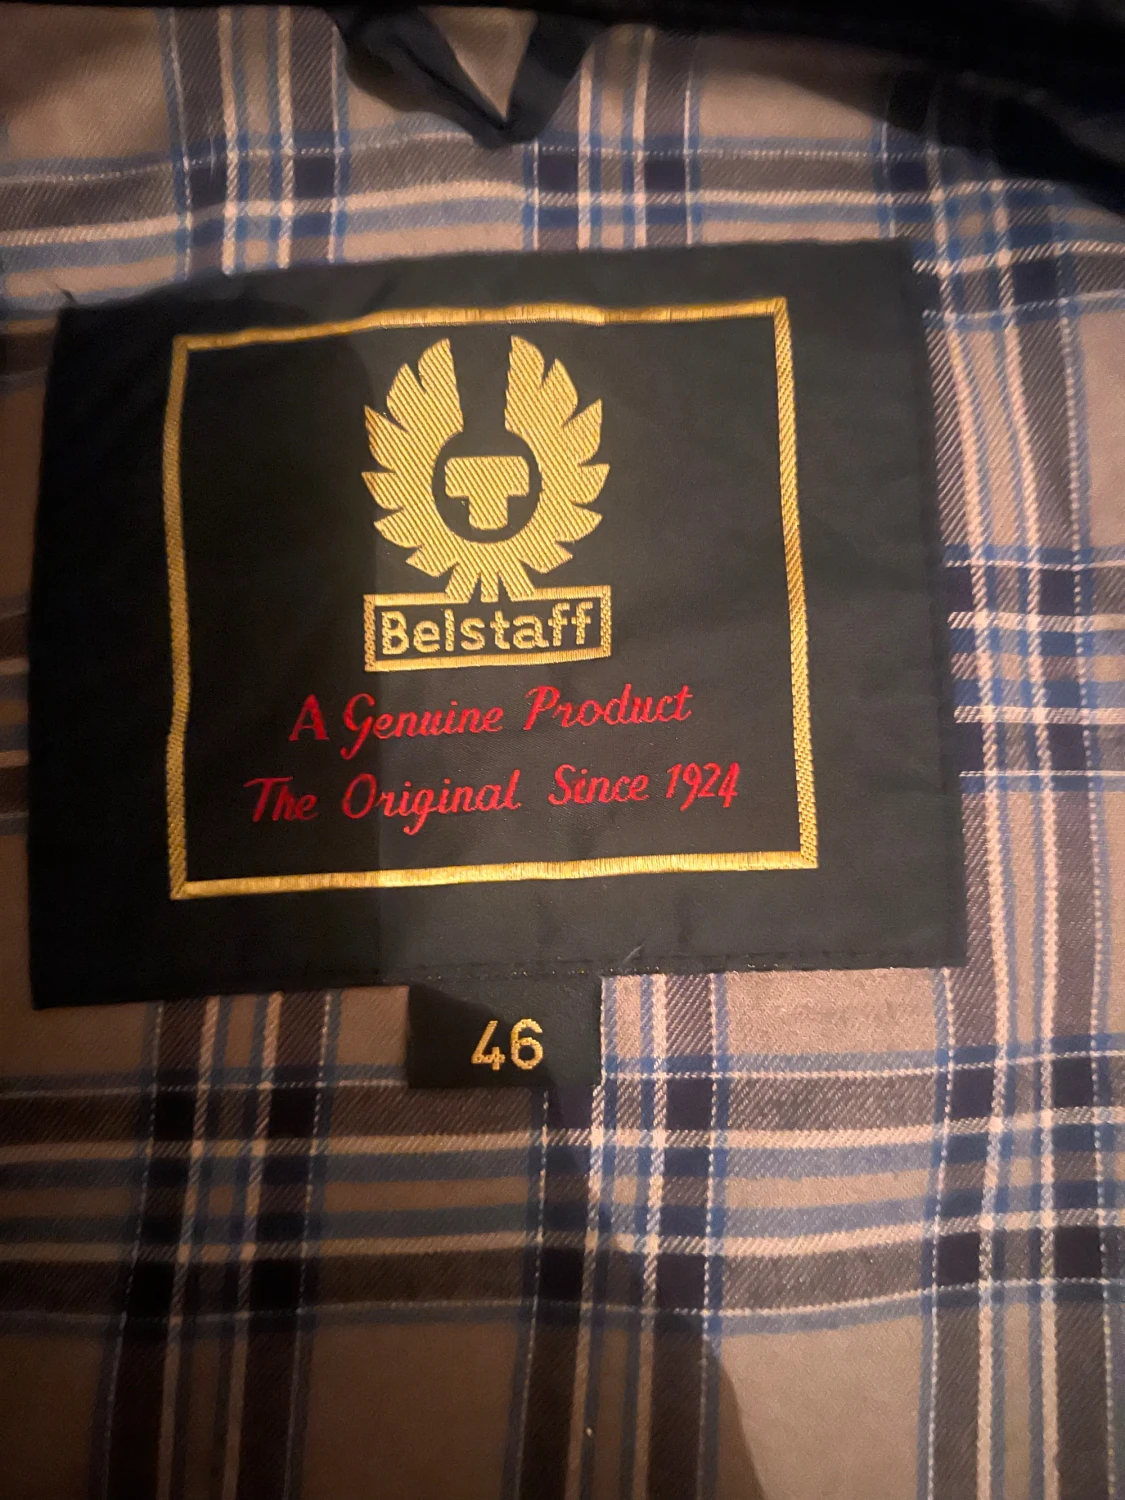 Belstaff
A Genuine Product
The Original Since 1924
46